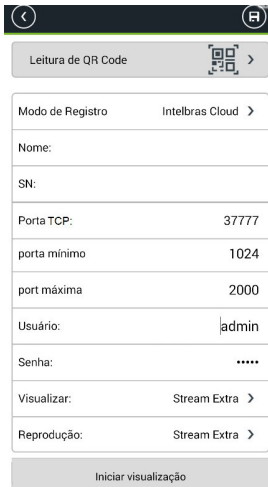 Leitura de QR Code
Modo de Registro Intelbras Cloud
Nome:
SN:
Porta TCP: 37777
porta mínimo 1024
port máxima 2000
Usuário: admin
Senha: •••••
Visualizar: Stream Extra
Reprodução: Stream Extra
Iniciar visualização